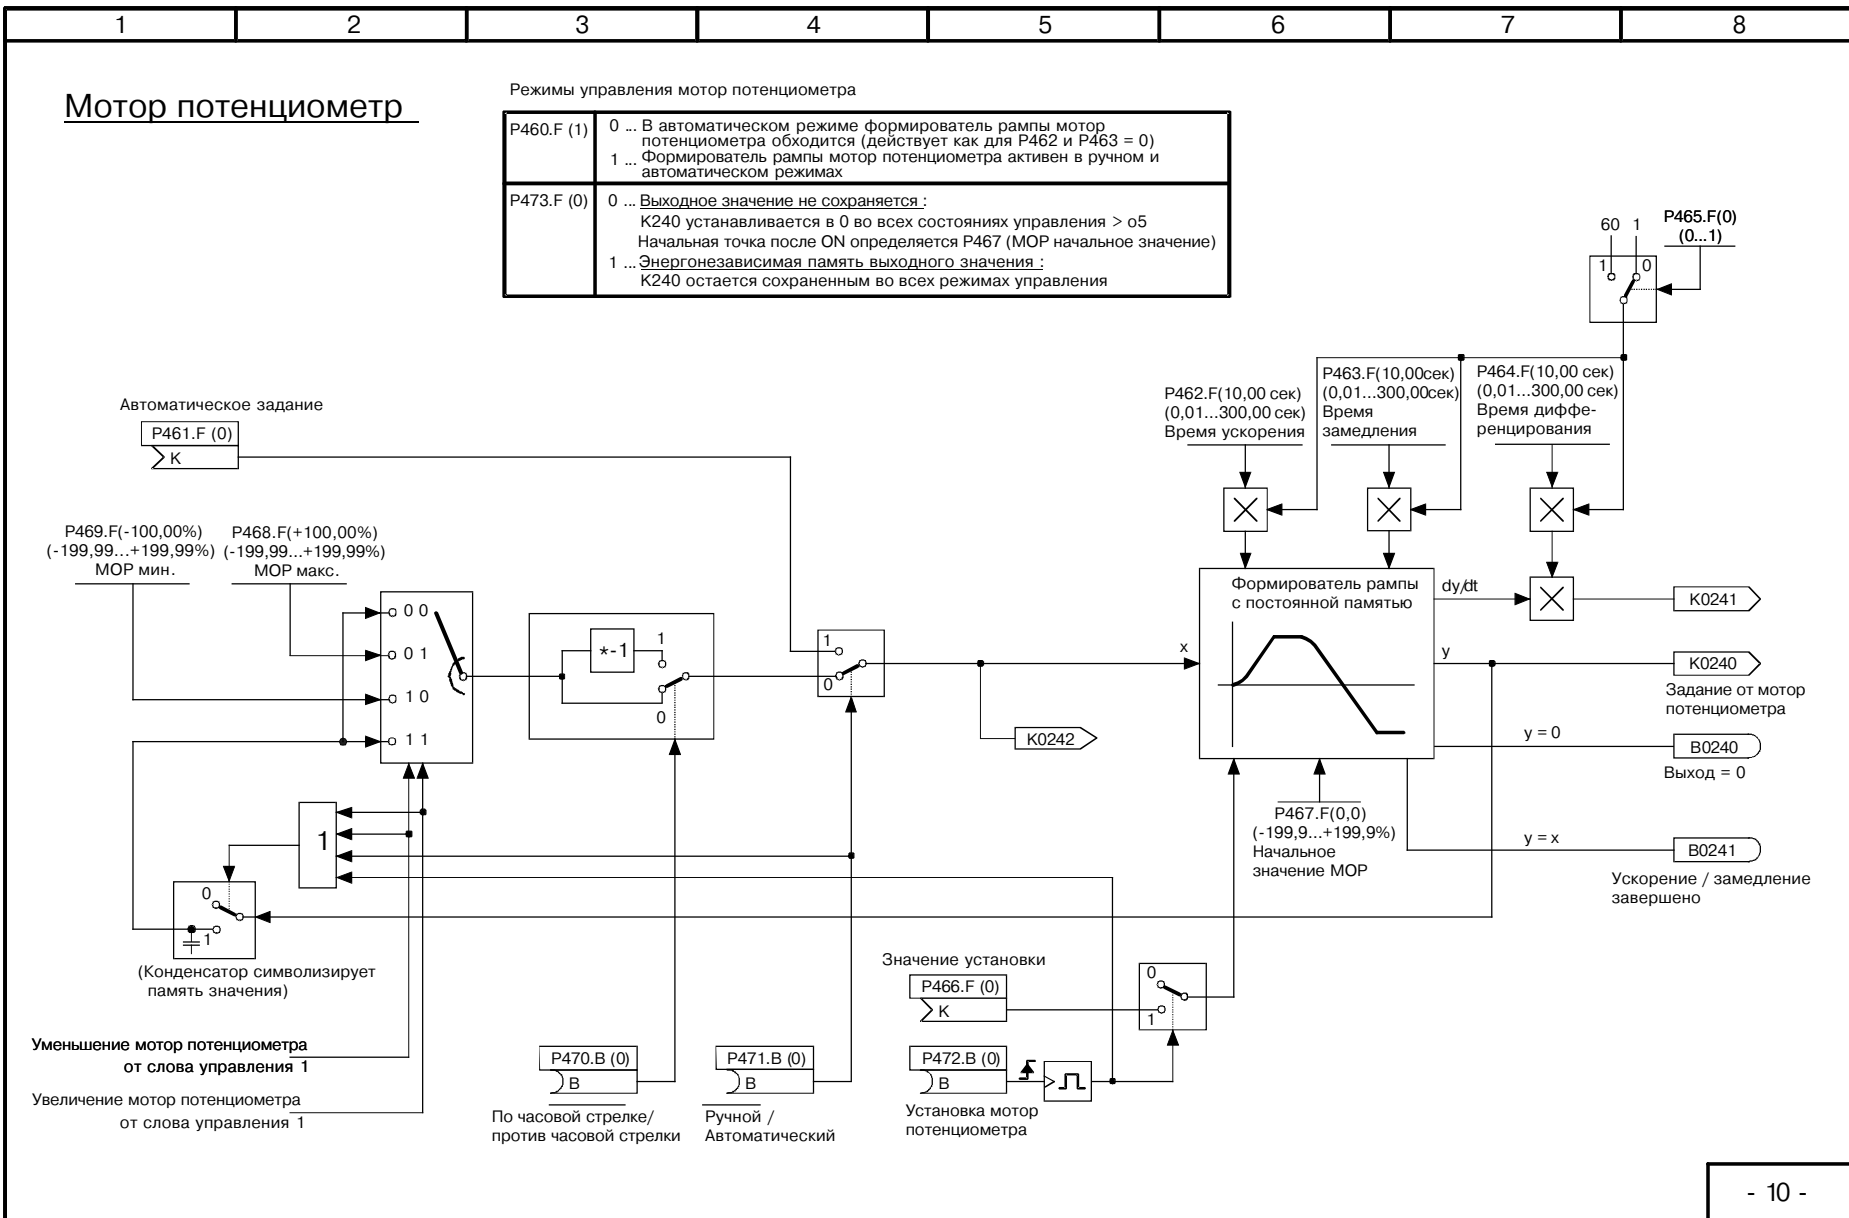 1 2 3 4 5 6 7 8
Мотор потенциометр
Режимы управления мотор потенциометра
P460.F (1)
0 ... В автоматическом режиме формирователь рампы мотор
потенциометра обходится (действует как для P462 и P463 = 0)
1 ... Формирователь рампы мотор потенциометра активен в ручном и
автоматическом режимах
P473.F (0)
0 ... Выходное значение не сохраняется :
K240 устанавливается в 0 во всех состояниях управления > o5
Начальная точка после ON определяется P467 (MOP начальное значение)
1 ... Энергонезависимая память выходного значения :
K240 остается сохраненным во всех режимах управления
P465.F(0)
(0...1)
60 1
1 0
Автоматическое задание
P461.F (0)
K
P462.F(10,00 сек)
(0,01...300,00 сек)
Время ускорения
P463.F(10,00сек)
(0,01...300,00сек)
Время
замедления
P464.F(10,00 сек)
(0,01...300,00 сек)
Время диффе-
ренцирования
P469.F(-100,00%)
(-199,99...+199,99%)
MOP мин.
P468.F(+100,00%)
(-199,99...+199,99%)
MOP макс.
0 0
0 1
1 0
1 1
*-1
1
0
1
0
x
K0242
Формирователь рампы
с постоянной памятью
dy/dt
K0241
y
K0240
Задание от мотор
потенциометра
y = 0
B0240
Выход = 0
y = x
B0241
Ускорение / замедление
завершено
P467.F(0,0)
(-199,9...+199,9%)
Начальное
значение MOP
1
0
1
(Конденсатор символизирует
память значения)
Значение установки
P466.F (0)
K
0
1
Уменьшение мотор потенциометра
от слова управления 1
Увеличение мотор потенциометра
от слова управления 1
P470.B (0)
B
По часовой стрелке/
против часовой стрелки
P471.B (0)
B
Ручной /
Автоматический
P472.B (0)
B
Установка мотор
потенциометра
- 10 -